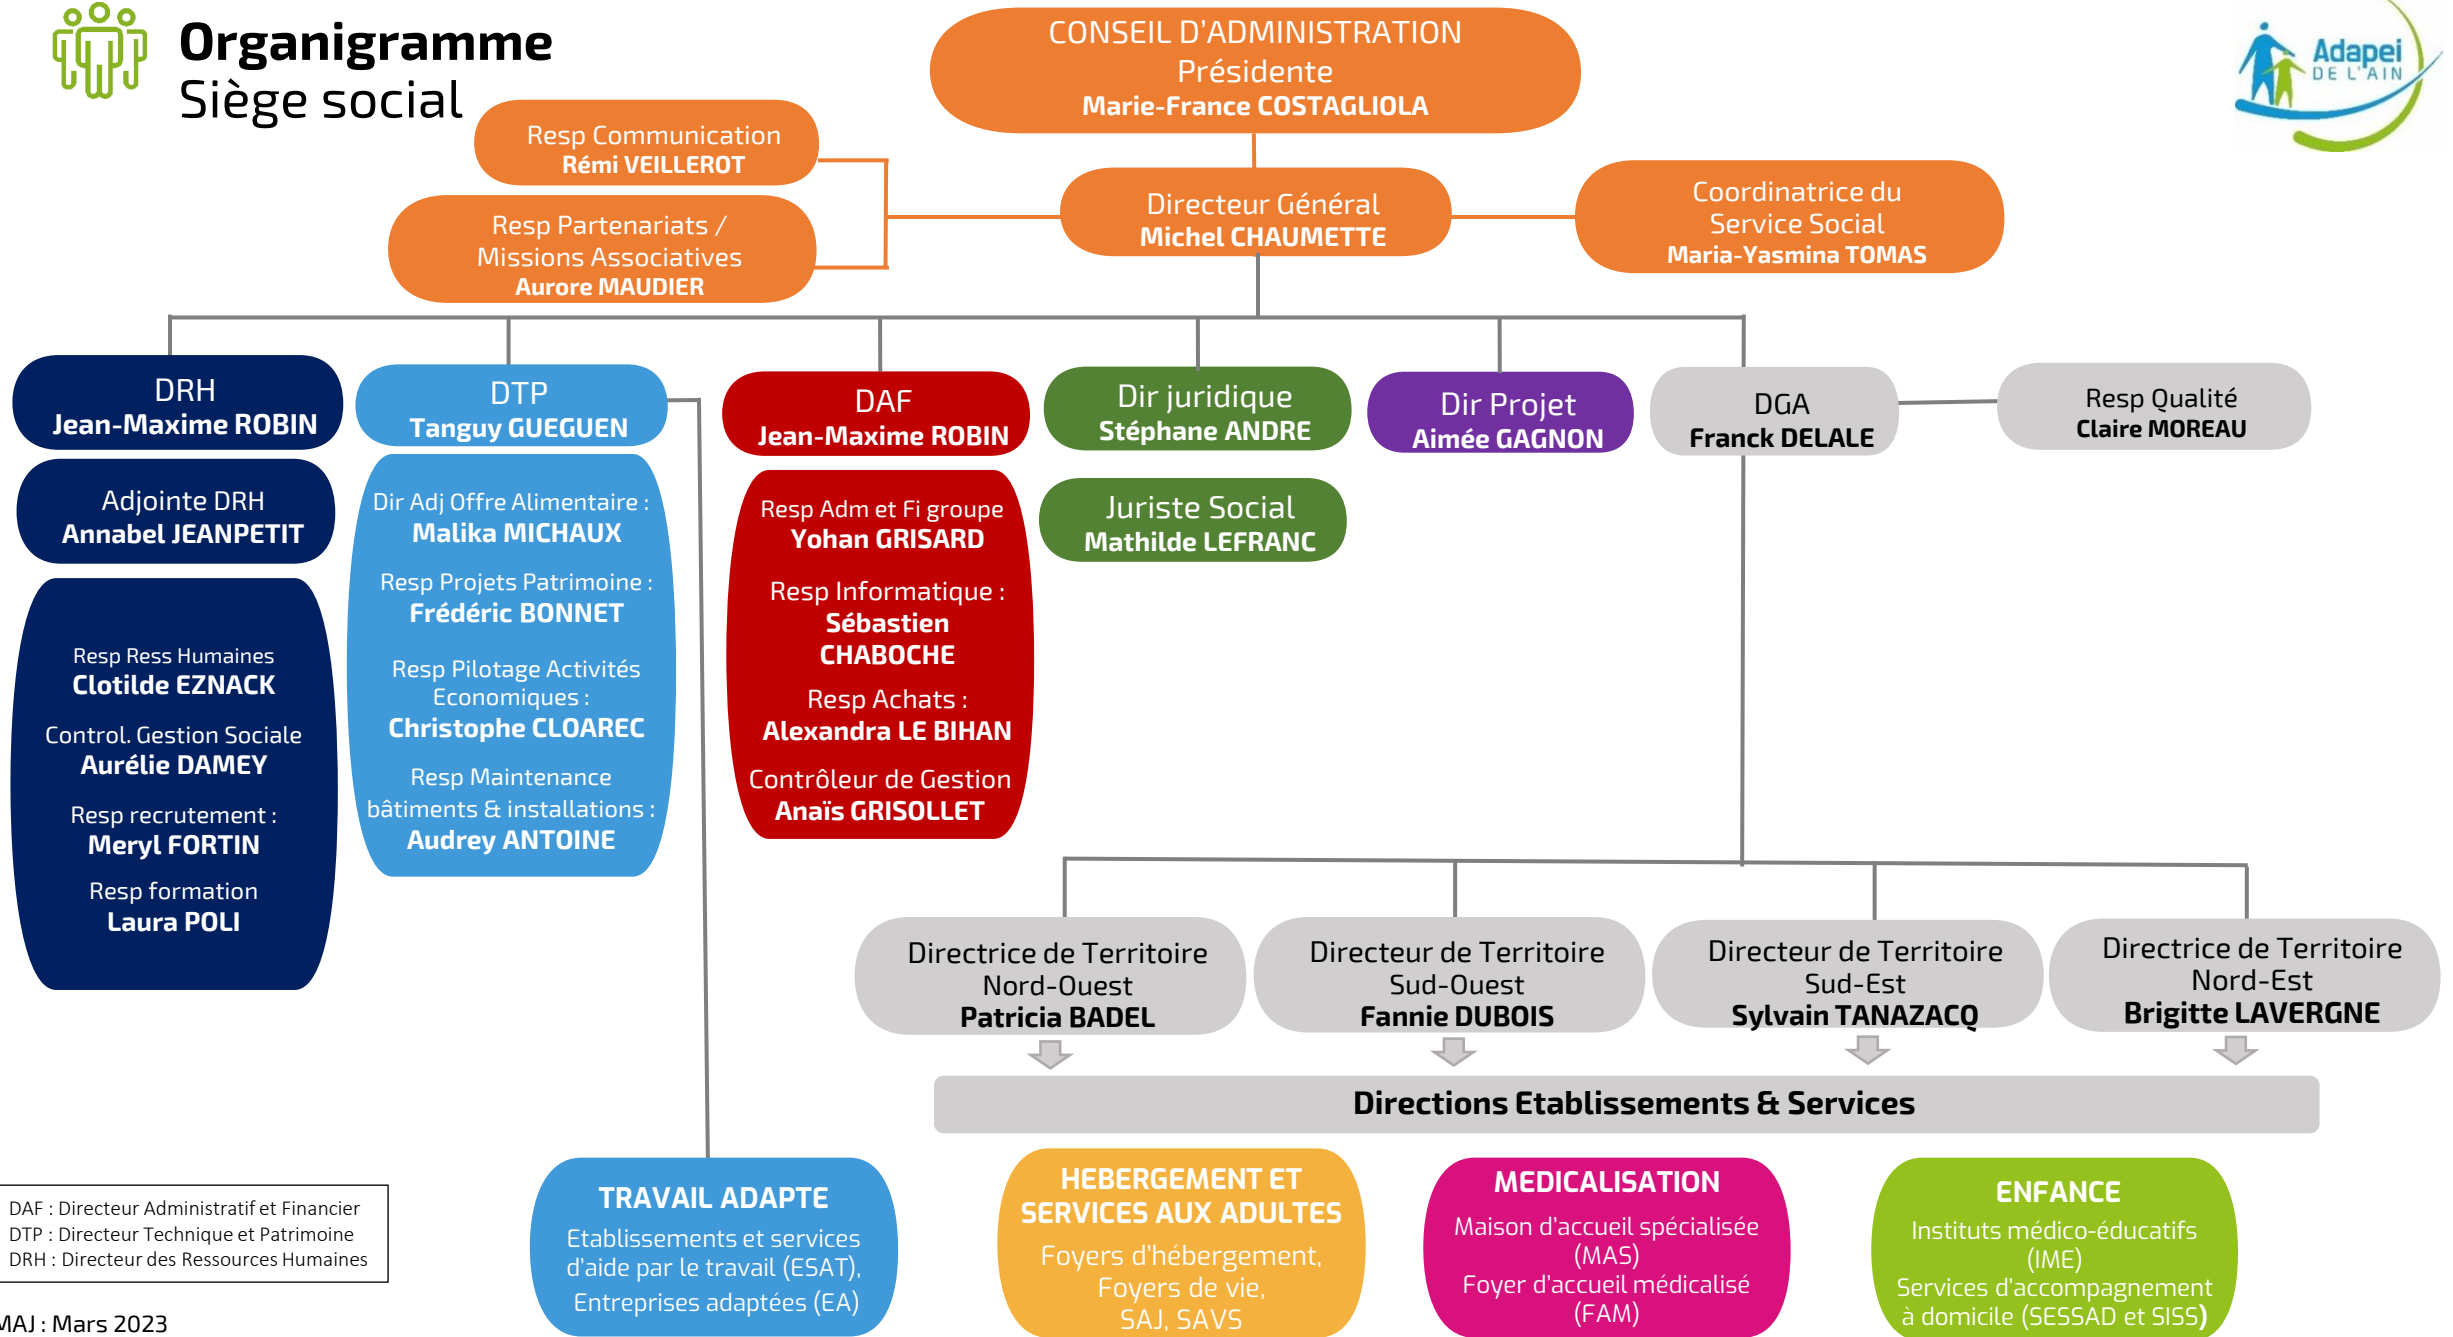 Organigramme
Siège social
CONSEIL D'ADMINISTRATION
Présidente
Marie-France COSTAGLIOLA
Adapei
DE L'AIN
Resp Communication
Rémi VEILLEROT
Resp Partenariats /
Missions Associatives
Aurore MAUDIER
Directeur Général
Michel CHAUMETTE
Coordinatrice du
Service Social
Maria-Yasmina TOMAS
DRH
Jean-Maxime ROBIN
Adjointe DRH
Annabel JEANPETIT
Resp Ress Humaines
Clotilde EZNACK
Control. Gestion Sociale
Aurélie DAMEY
Resp recrutement :
Meryl FORTIN
Resp formation
Laura POLI
DTP
Tanguy GUEGUEN
Dir Adj Offre Alimentaire :
Malika MICHAUX
Resp Projets Patrimoine :
Frédéric BONNET
Resp Pilotage Activités
Economiques :
Christophe CLOAREC
Resp Maintenance
bâtiments & installations :
Audrey ANTOINE
DAF
Jean-Maxime ROBIN
Resp Adm et Fi groupe
Yohan GRISARD
Resp Informatique :
Sébastien
CHABOCHE
Resp Achats :
Alexandra LE BIHAN
Contrôleur de Gestion
Anaïs GRISOLLET
Dir juridique
Stéphane ANDRE
Juriste Social
Mathilde LEFRANC
Dir Projet
Aimée GAGNON
DGA
Franck DELALE
Resp Qualité
Claire MOREAU
Directrice de Territoire
Nord-Ouest
Patricia BADEL
Directeur de Territoire
Sud-Ouest
Fannie DUBOIS
Directeur de Territoire
Sud-Est
Sylvain TANAZACQ
Directrice de Territoire
Nord-Est
Brigitte LAVERGNE
Directions Etablissements & Services
TRAVAIL ADAPTE
Etablissements et services
d'aide par le travail (ESAT),
Entreprises adaptées (EA)
HEBERGEMENT ET
SERVICES AUX ADULTES
Foyers d'hébergement,
Foyers de vie,
SAJ, SAVS
MEDICALISATION
Maison d'accueil spécialisée
(MAS)
Foyer d'accueil médicalisé
(FAM)
ENFANCE
Instituts médico-éducatifs
(IME)
Services d'accompagnement
à domicile (SESSAD et SISS)
DAF : Directeur Administratif et Financier
DTP : Directeur Technique et Patrimoine
DRH : Directeur des Ressources Humaines
MAJ : Mars 2023